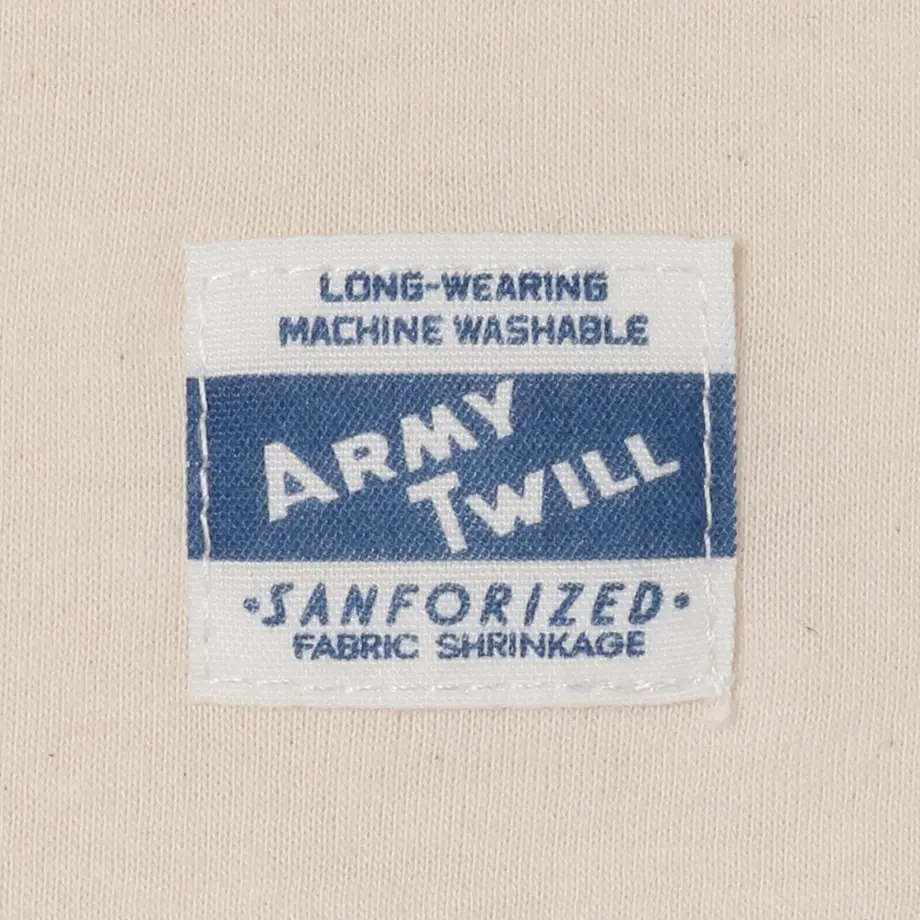 LONG-WEARING
MACHINE WASHABLE
ARMY
TWILL
•SANFORIZED•
FABRIC SHRINKAGE